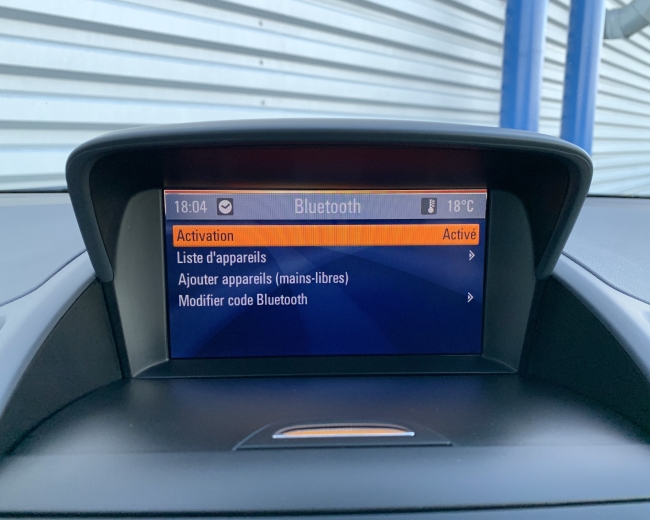 18:04 Bluetooth 18°C
Activation Activé
Liste d'appareils
Ajouter appareils (mains-libres)
Modifier code Bluetooth